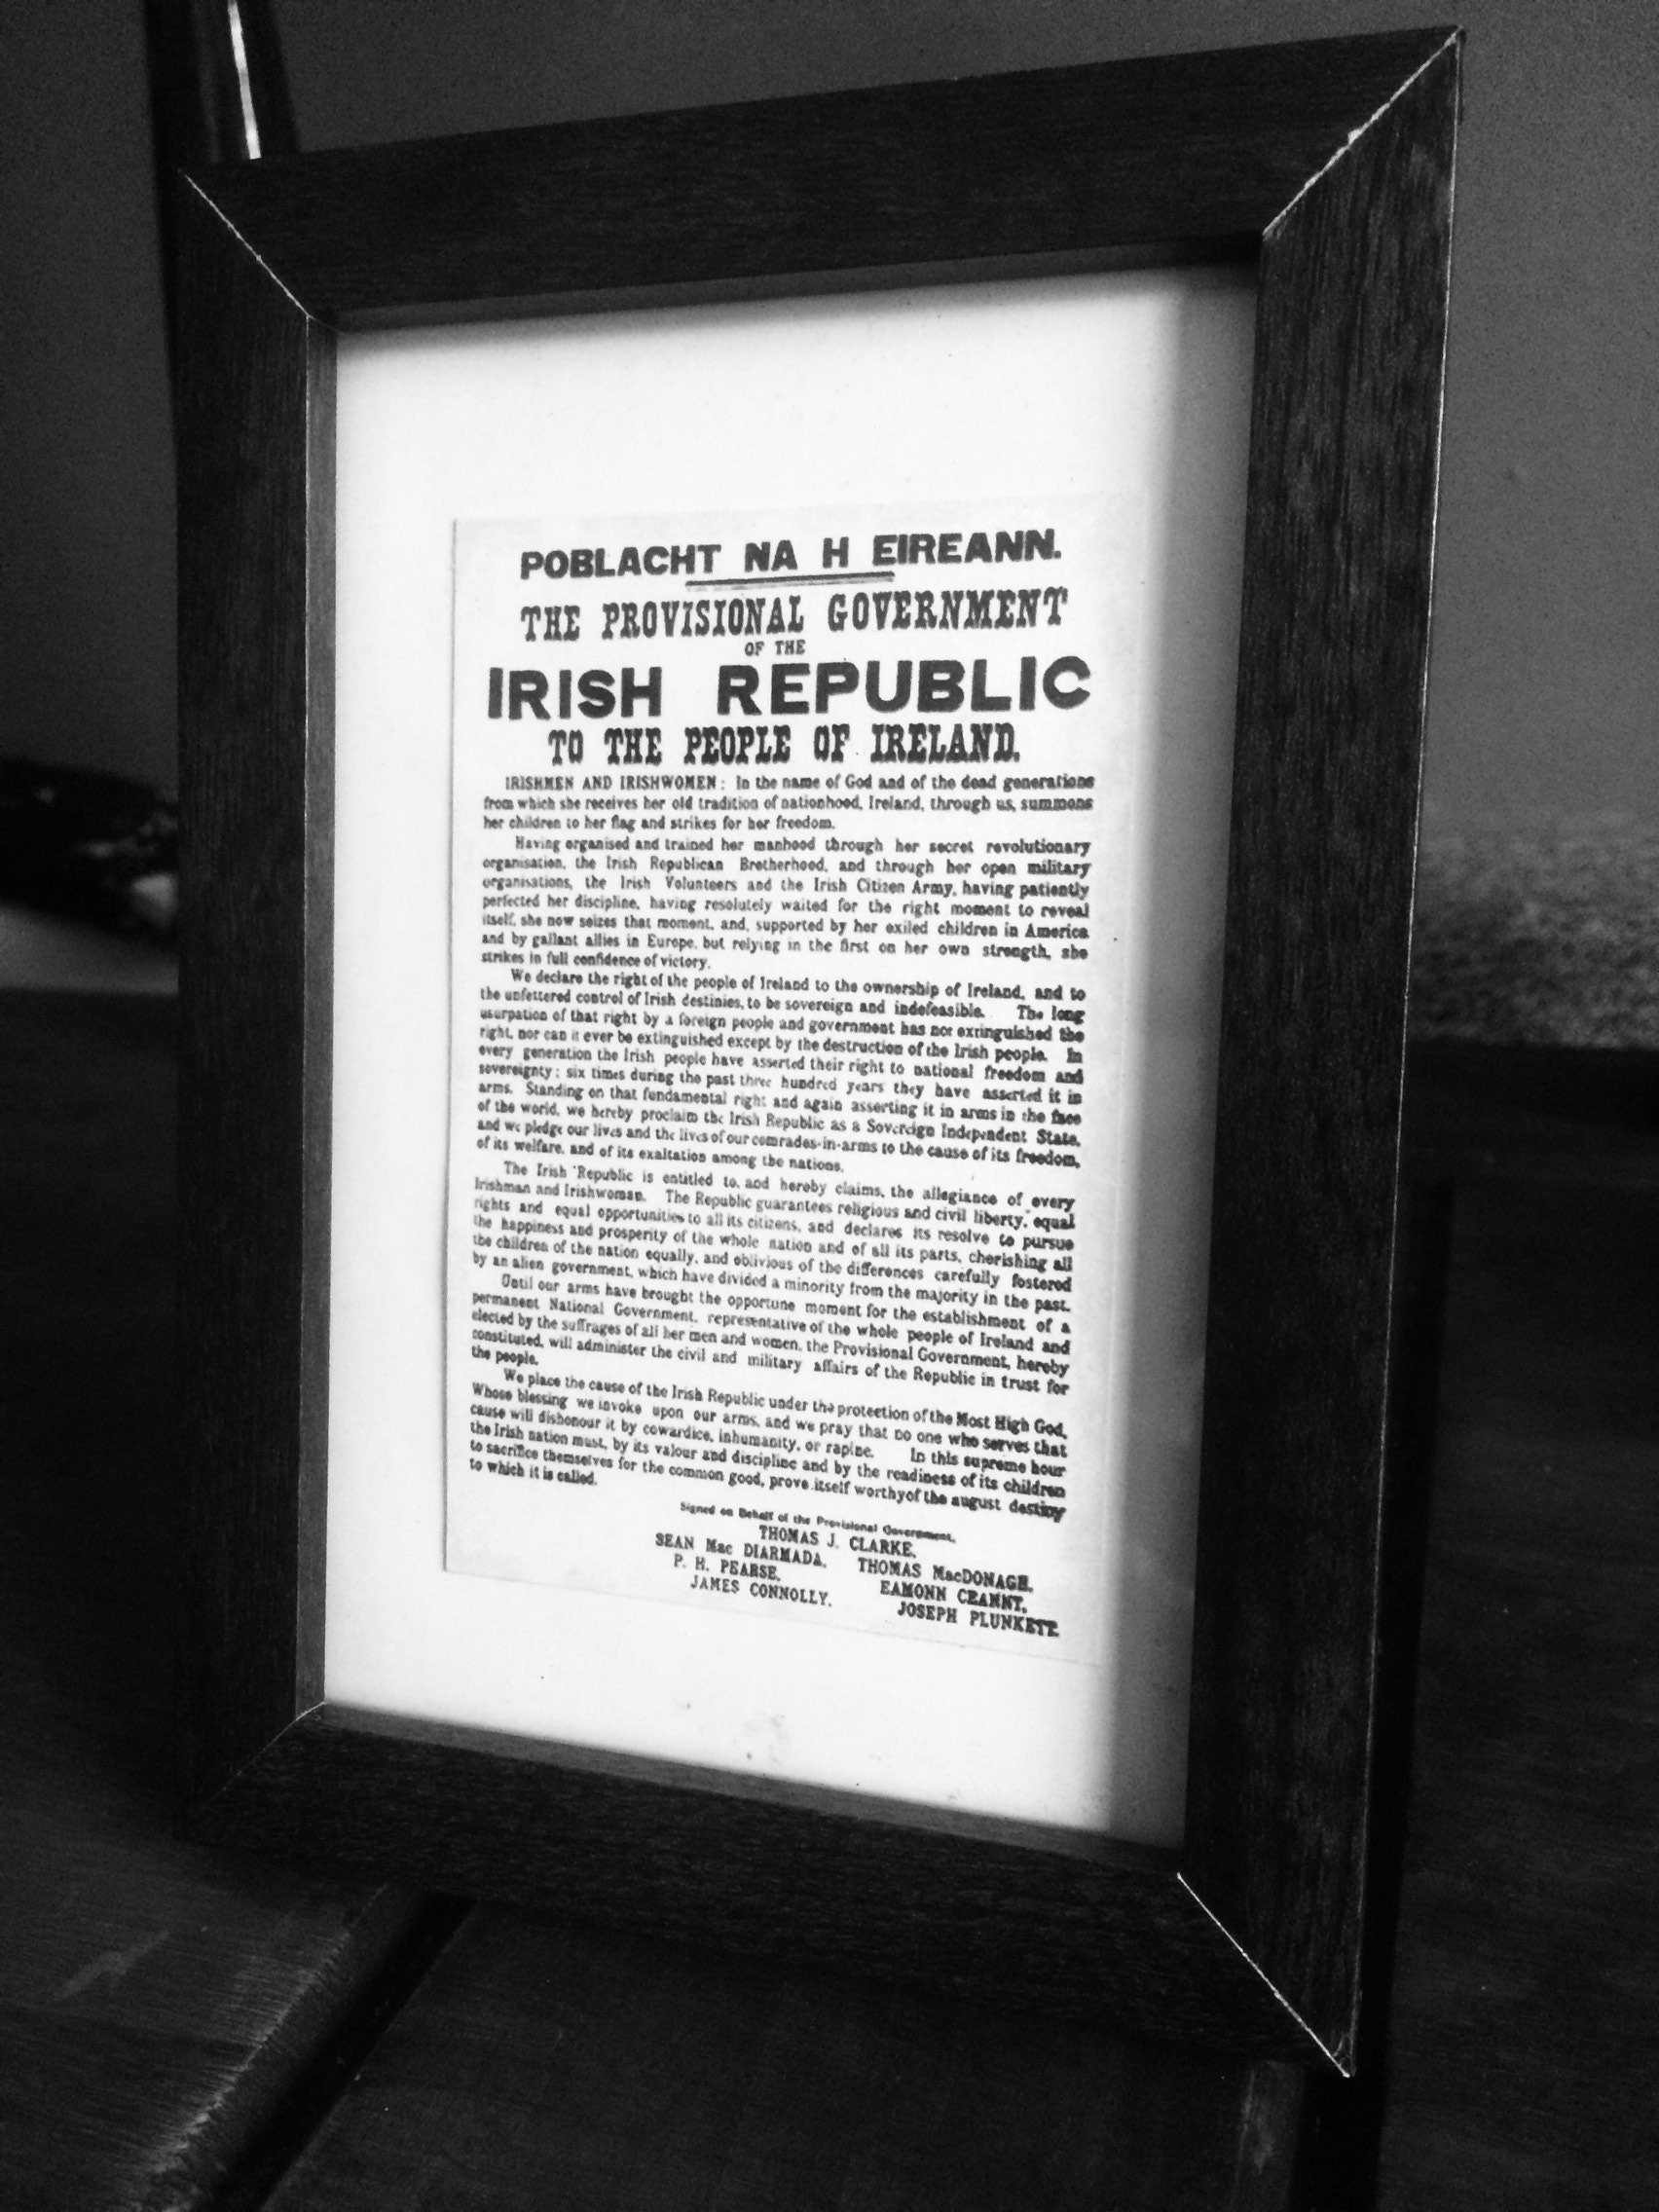 POBLACHT NA H EIREANN.
THE PROVISIONAL GOVERNMENT
OF THE
IRISH REPUBLIC
TO THE PEOPLE OF IRELAND.
IRISHMEN AND IRISHWOMEN: In the name of God and of the dead generations
from which she receives her old tradition of nationhood, Ireland, through us, summons
her children to her flag and strikes for her freedom.
Having organised and trained her manhood through her secret revolutionary
organisation, the Irish Republican Brotherhood, and through her open military
organisations, the Irish Volunteers and the Irish Citizen Army, having patiently
perfected her discipline, having resolutely waited for the right moment to reveal
itself, she now seizes that moment, and, supported by her exiled children in America
and by gallant allies in Europe, but relying in the first on her own strength, she
strikes in full confidence of victory.
We declare the right of the people of Ireland to the ownership of Ireland, and to
the unfettered control of Irish destinies, to be sovereign and indefeasible. The long
usurpation of that right by a foreign people and government has not extinguished the
right, nor can it ever be extinguished except by the destruction of the Irish people. In
every generation the Irish people have asserted their right to national freedom and
sovereignty; six times during the past three hundred years they have asserted it in
arms. Standing on that fundamental right and again asserting it in arms in the face
of the world, we hereby proclaim the Irish Republic as a Sovereign Independent State,
and we pledge our lives and the lives of our comrades-in-arms to the cause of its freedom,
of its welfare, and of its exaltation among the nations.
The Irish Republic is entitled to, and hereby claims, the allegiance of every
Irishman and Irishwoman. The Republic guarantees religious and civil liberty, equal
rights and equal opportunities to all its citizens, and declares its resolve to pursue
the happiness and prosperity of the whole nation and of all its parts, cherishing all
the children of the nation equally, and oblivious of the differences carefully fostered
by an alien government, which have divided a minority from the majority in the past.
Until our arms have brought the opportune moment for the establishment of a
permanent National Government, representative of the whole people of Ireland and
elected by the suffrages of all her men and women, the Provisional Government, hereby
constituted, will administer the civil and military affairs of the Republic in trust for
the people.
We place the cause of the Irish Republic under the protection of the Most High God,
Whose blessing we invoke upon our arms, and we pray that no one who serves that
cause will dishonour it by cowardice, inhumanity, or rapine. In this supreme hour
the Irish nation must, by its valour and discipline and by the readiness of its children
to sacrifice themselves for the common good, prove itself worthy of the august destiny
to which it is called.
Signed on Behalf of the Provisional Government,
THOMAS J. CLARKE,
SEAN Mac DIARMADA, THOMAS MacDONAGH,
P. H. PEARSE, EAMONN CEANNT,
JAMES CONNOLLY, JOSEPH PLUNKETT.